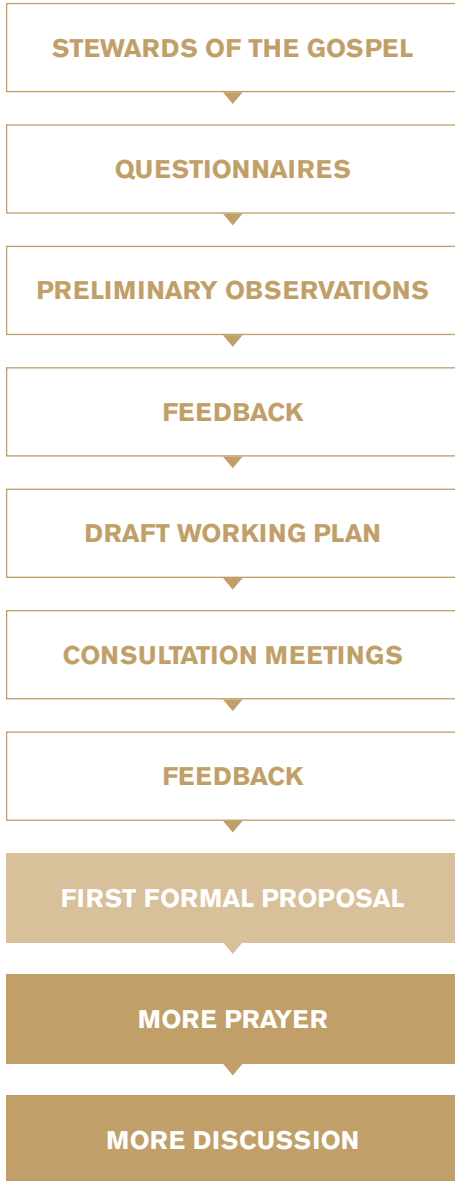 STEWARDS OF THE GOSPEL
QUESTIONNAIRES
PRELIMINARY OBSERVATIONS
FEEDBACK
DRAFT WORKING PLAN
CONSULTATION MEETINGS
FEEDBACK
FIRST FORMAL PROPOSAL
MORE PRAYER
MORE DISCUSSION